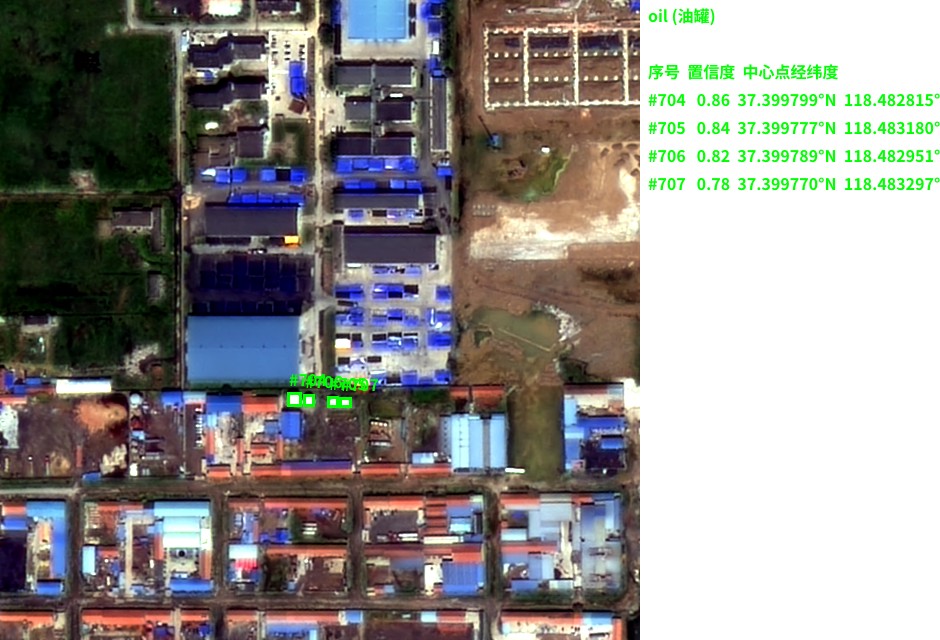 oil (油罐)
序号 置信度 中心点经纬度
#704 0.86 37.399799°N 118.482815°
#705 0.84 37.399777°N 118.483180°
#706 0.82 37.399789°N 118.482951°
#707 0.78 37.399770°N 118.483297°